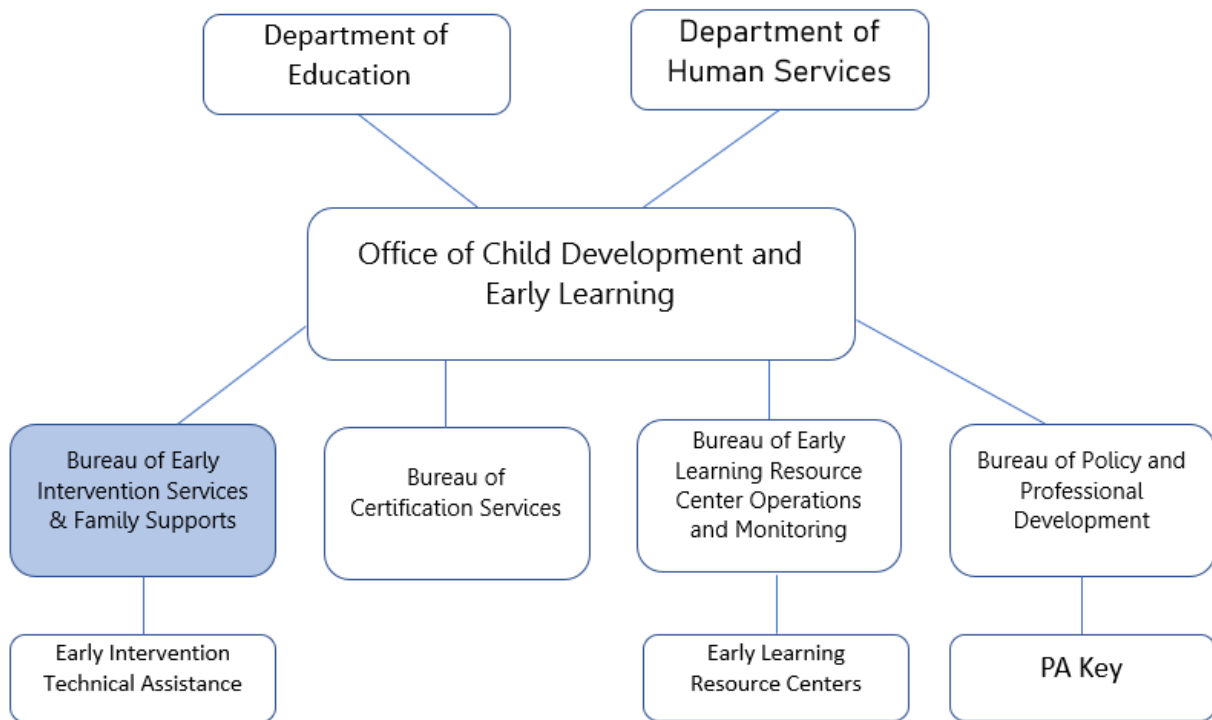 Department of
Education
Department of
Human Services
Office of Child Development and
Early Learning
Bureau of Early
Intervention Services
& Family Supports
Bureau of
Certification Services
Bureau of Early
Learning Resource
Center Operations
and Monitoring
Bureau of Policy and
Professional
Development
Early Intervention
Technical Assistance
Early Learning
Resource Centers
PA Key